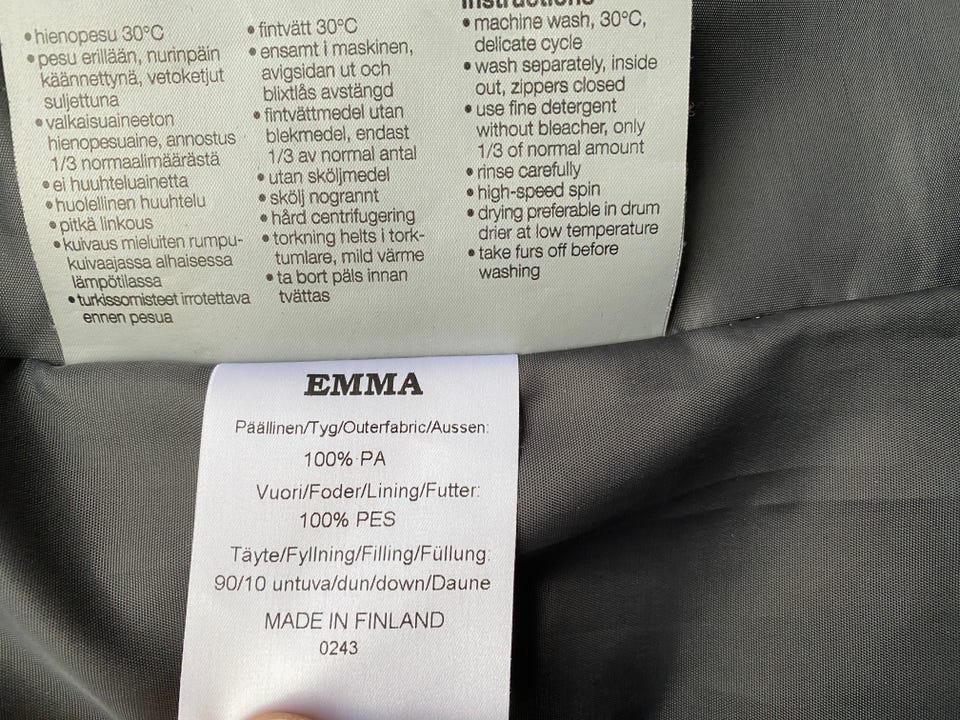 • hienopesu 30°C
• pesu erillään, nurinpäin
käännettynä, vetoketjut
suljettuna
• valkaisuaineeton
hienopesuaine, annostus
1/3 normaalimäärästä
• ei huuhteluainetta
• huolellinen huuhtelu
• pitkä linkous
• kuivaus mieluiten rumpu-
kuivaajassa alhaisessa
lämpötilassa
• turkissomisteet irrotettava
ennen pesua
• fintvätt 30°C
• ensamt i maskinen,
avigsidan ut och
blixtlås avstängd
• fintvättmedel utan
blekmedel, endast
1/3 av normal antal
• utan sköljmedel
• skölj nogrannt
• hård centrifugering
• torkning helts i tork-
tumlare, mild värme
• ta bort päls innan
tvättas
Instructions
• machine wash, 30°C,
delicate cycle
• wash separately, inside
out, zippers closed
• use fine detergent
without bleacher, only
1/3 of normal amount
• rinse carefully
• high-speed spin
• drying preferable in drum
drier at low temperature
• take furs off before
washing
EMMA
Päällinen/Tyg/Outerfabric/Aussen:
100% PA
Vuori/Foder/Lining/Futter:
100% PES
Täyte/Fyllning/Filling/Füllung:
90/10 untuva/dun/down/Daune
MADE IN FINLAND
0243